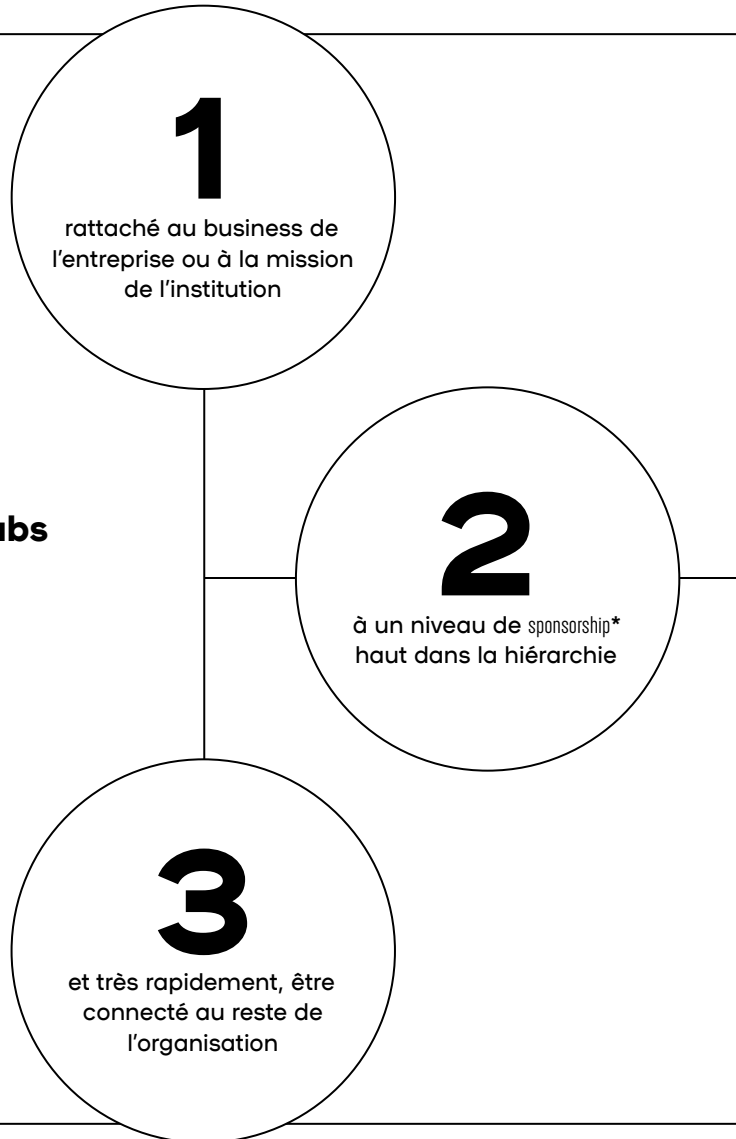 1
rattaché au business de
l’entreprise ou à la mission
de l’institution
2
à un niveau de sponsorship*
haut dans la hiérarchie
3
et très rapidement, être
connecté au reste de
l’organisation